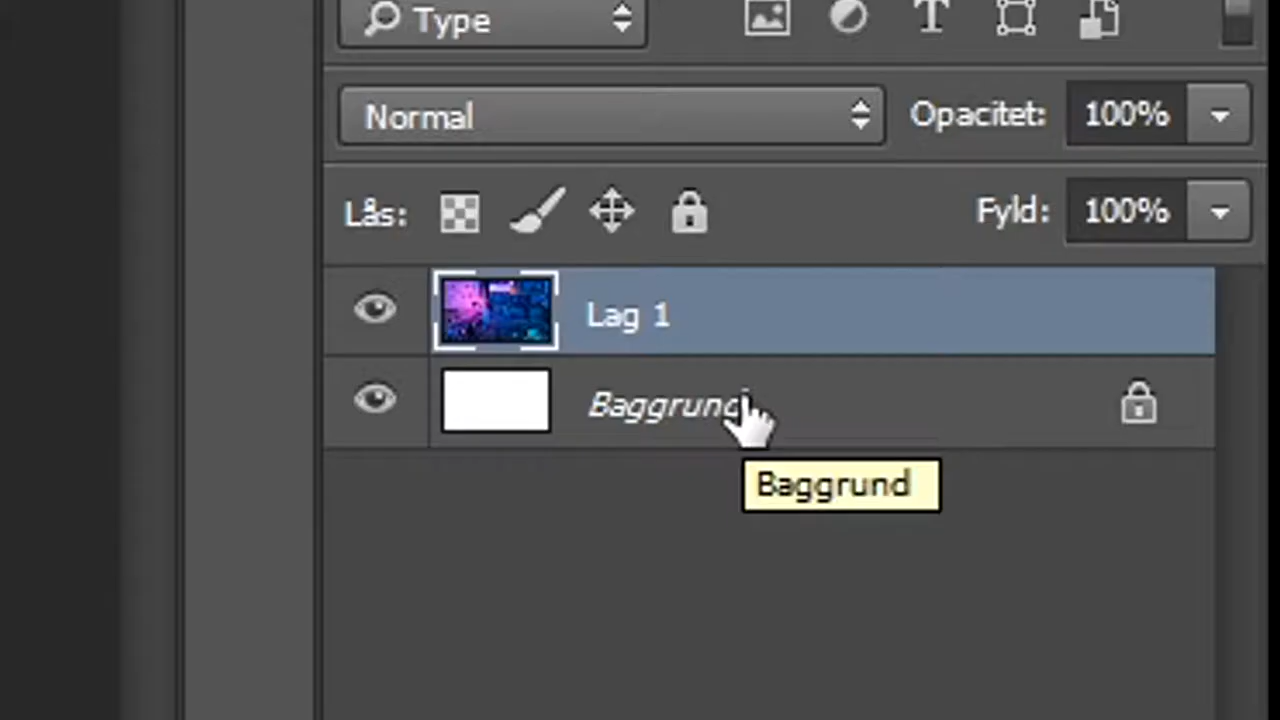 Type
Normal Opacitet: 100%
Lås: Fyld: 100%
Lag 1
Baggrund
Baggrund